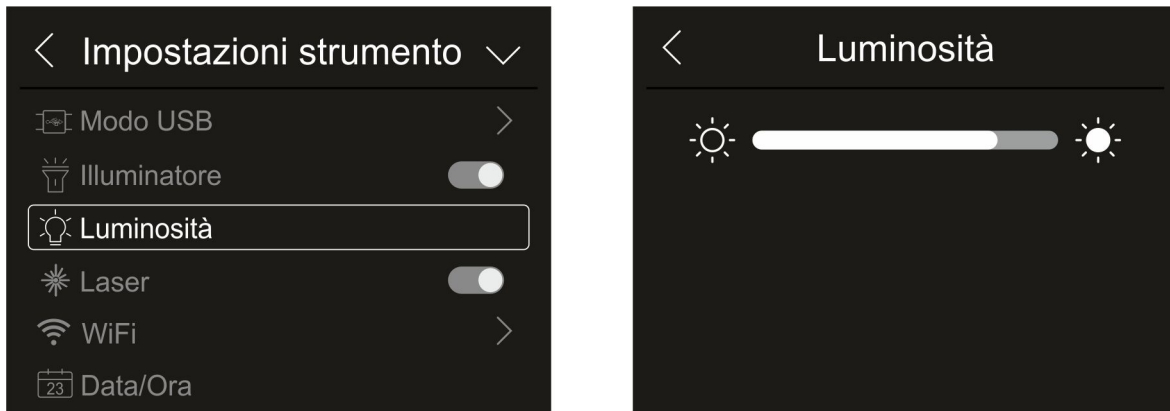 Impostazioni strumento
Modo USB
Illuminatore
Luminosità
Laser
WiFi
23 Data/Ora
Luminosità